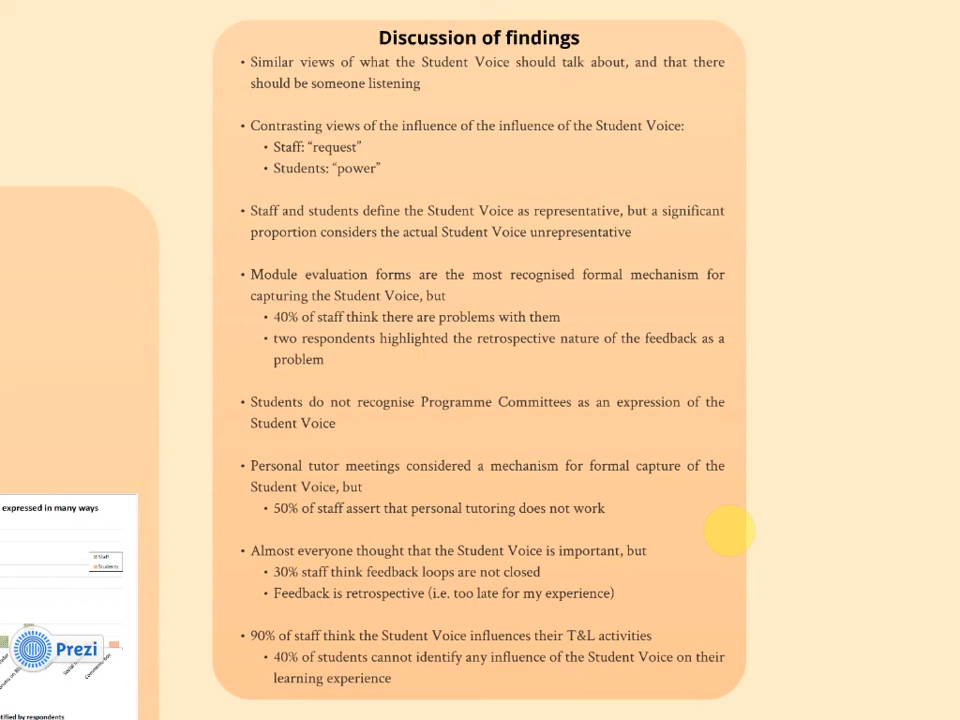 Discussion of findings
• Similar views of what the Student Voice should talk about, and that there
should be someone listening
• Contrasting views of the influence of the influence of the Student Voice:
• Staff: “request”
• Students: “power”
• Staff and students define the Student Voice as representative, but a significant
proportion considers the actual Student Voice unrepresentative
• Module evaluation forms are the most recognised formal mechanism for
capturing the Student Voice, but
• 40% of staff think there are problems with them
• two respondents highlighted the retrospective nature of the feedback as a
problem
• Students do not recognise Programme Committees as an expression of the
Student Voice
• Personal tutor meetings considered a mechanism for formal capture of the
Student Voice, but
• 50% of staff assert that personal tutoring does not work
• Almost everyone thought that the Student Voice is important, but
• 30% staff think feedback loops are not closed
• Feedback is retrospective (i.e. too late for my experience)
• 90% of staff think the Student Voice influences their T&L activities
• 40% of students cannot identify any influence of the Student Voice on their
learning experience
expressed in many ways
Staff
Students
Prezi
by respondents